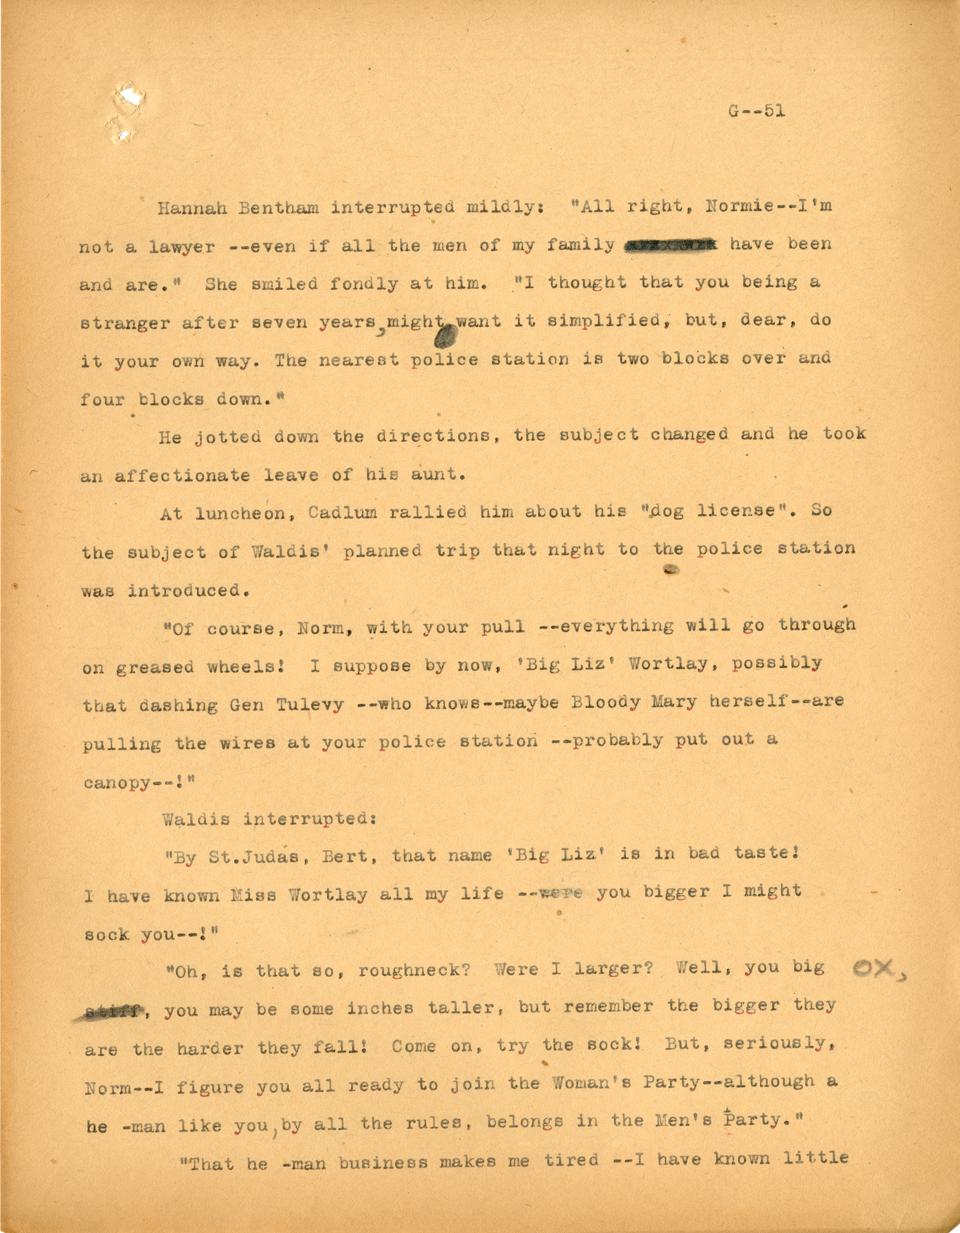 G--51
Hannah Bentham interrupted mildly:  "All right, Normie--I'm
not a lawyer --even if all the men of my family have been
and are."  She smiled fondly at him.  "I thought that you being a
stranger after seven years, might want it simplified, but, dear, do
it your own way. The nearest police station is two blocks over and
four blocks down."
He jotted down the directions, the subject changed and he took
an affectionate leave of his aunt.
At luncheon, Cadlum rallied him about his "dog license". So
the subject of Waldis' planned trip that night to the police station
was introduced.
"Of course, Norm, with your pull --everything will go through
on greased wheels!  I suppose by now, 'Big Liz' Wortlay, possibly
that dashing Gen Tulevy --who knows--maybe Bloody Mary herself--are
pulling the wires at your police station --probably put out a
canopy--!"
Waldis interrupted:
"By St.Judas, Bert, that name 'Big Liz' is in bad taste!
I have known Miss Wortlay all my life --were you bigger I might
sock you--!"
"Oh, is that so, roughneck?  Were I larger?  Well, you big OX,
stiff, you may be some inches taller, but remember the bigger they
are the harder they fall!  Come on, try the sock!  But, seriously,
Norm--I figure you all ready to join the Woman's Party--although a
he -man like you, by all the rules, belongs in the Men's Party."
"That he -man business makes me tired --I have known little